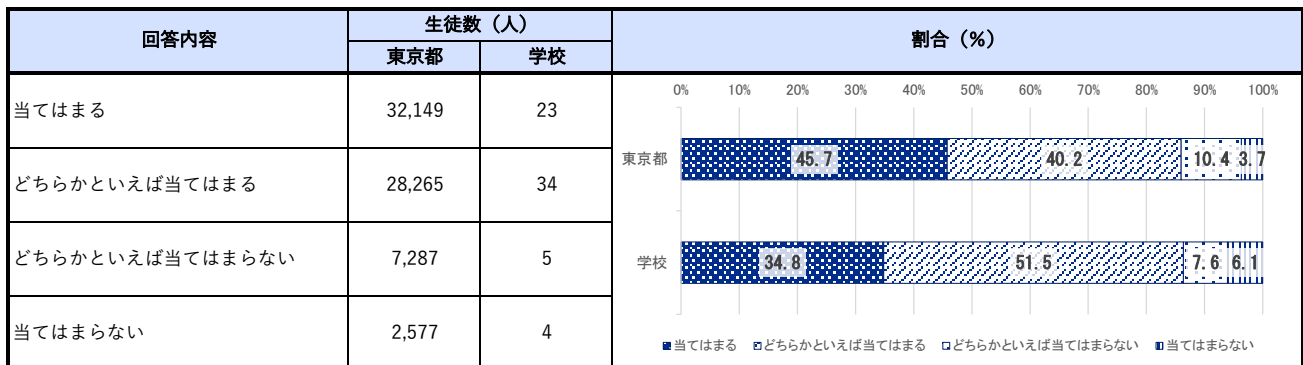 回答内容
生徒数（人）
割合（%）
東京都
学校
当てはまる
32,149
23
どちらかといえば当てはまる
28,265
34
どちらかといえば当てはまらない
7,287
5
当てはまらない
2,577
4
0%
10%
20%
30%
40%
50%
60%
70%
80%
90%
100%
東京都
45.7
40.2
10.4
3.7
学校
34.8
51.5
7.6
6.1
当てはまる
どちらかといえば当てはまる
どちらかといえば当てはまらない
当てはまらない